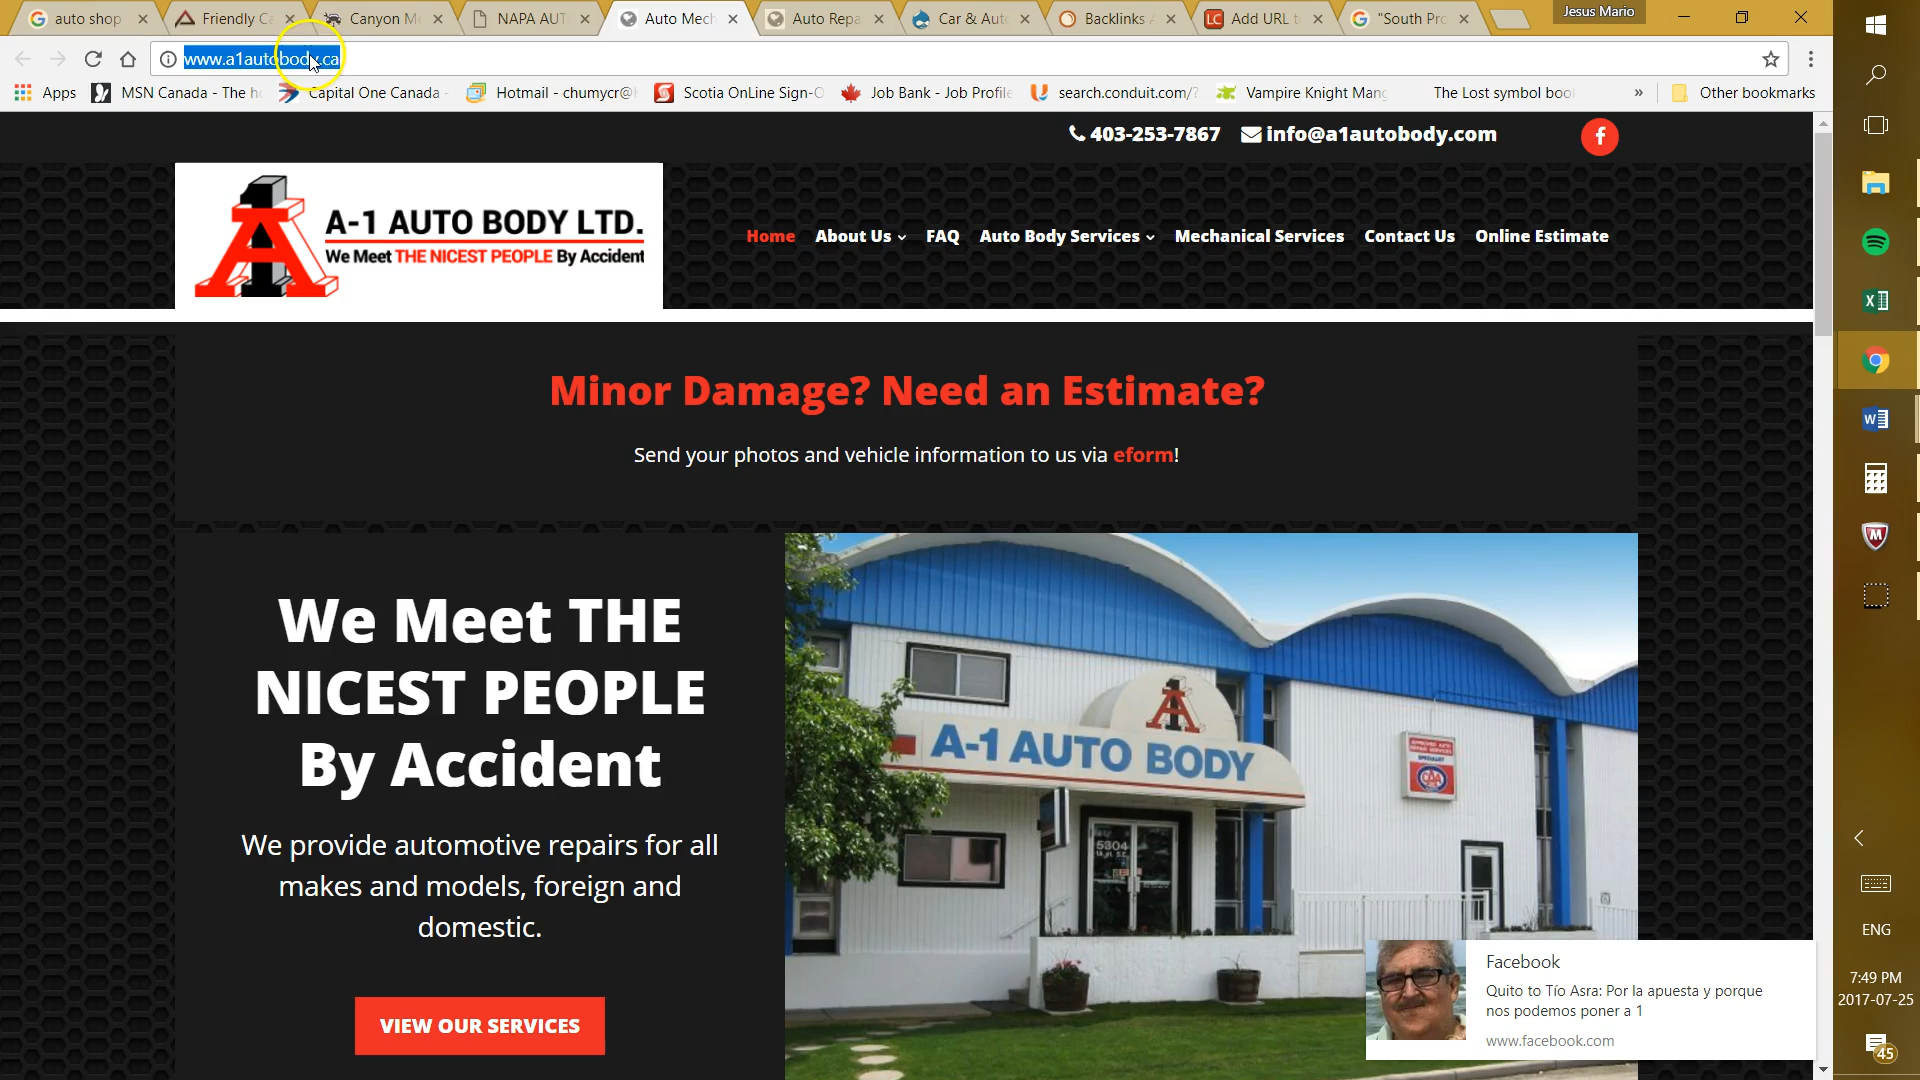 auto shop
Friendly Ca
Canyon M
NAPA AUT
Auto Mech
Auto Repa
Car & Aut
Backlinks
Add URL t
"South Pro
Jesus Mario
www.a1autobody.ca
Apps
MSN Canada - The h
Capital One Canada -
Hotmail - chumycr@
Scotia OnLine Sign-O
Job Bank - Job Profile
search.conduit.com/?
Vampire Knight Mang
The Lost symbol boo
»
Other bookmarks
403-253-7867
info@a1autobody.com
A-1 AUTO BODY LTD.
We Meet THE NICEST PEOPLE By Accident
Home
About Us
FAQ
Auto Body Services
Mechanical Services
Contact Us
Online Estimate
Minor Damage? Need an Estimate?
Send your photos and vehicle information to us via eform!
We Meet THE
NICEST PEOPLE
By Accident
We provide automotive repairs for all
makes and models, foreign and
domestic.
VIEW OUR SERVICES
A-1 AUTO BODY
APPROVED AUTO
REPAIR SERVICES
SPECIALIST
CAA
5304
Facebook
Quito to Tío Asra: Por la apuesta y porque
nos podemos poner a 1
www.facebook.com
ENG
7:49 PM
2017-07-25
45